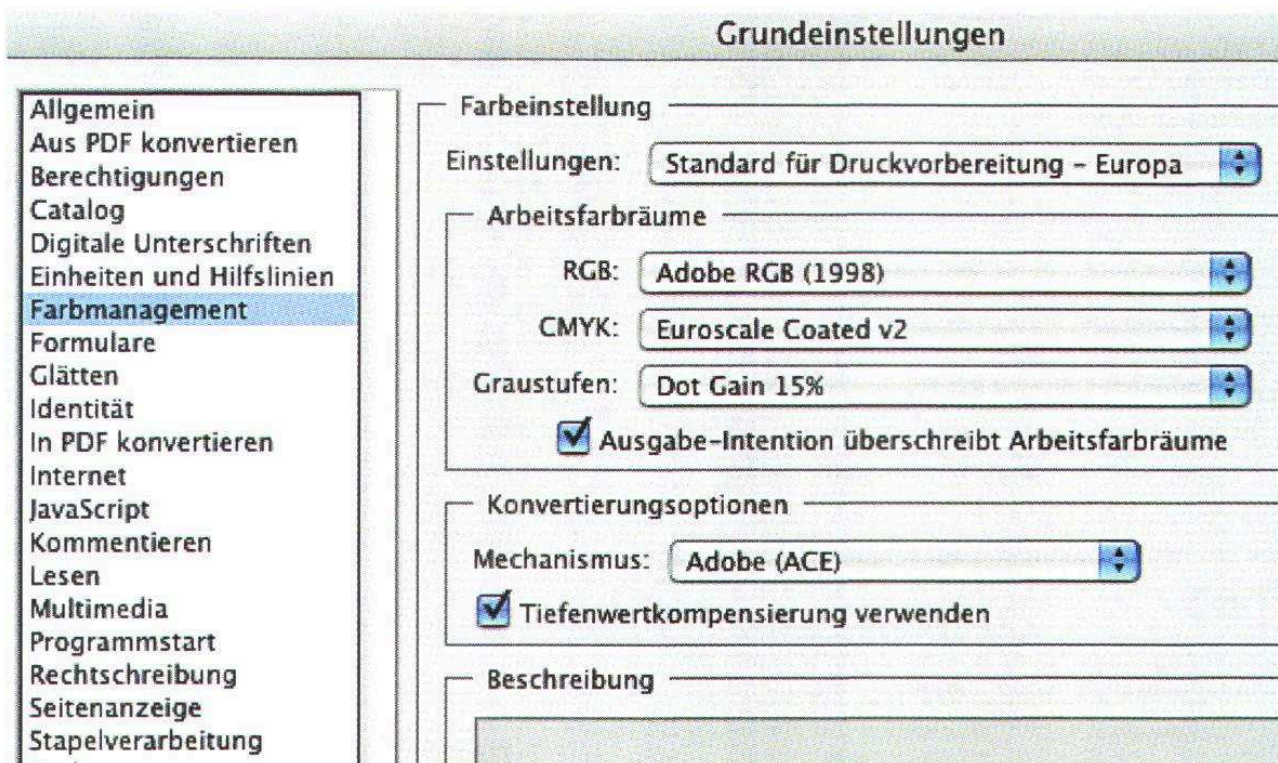 Grundeinstellungen
Allgemein
Aus PDF konvertieren
Berechtigungen
Catalog
Digitale Unterschriften
Einheiten und Hilfslinien
Farbmanagement
Formulare
Glätten
Identität
In PDF konvertieren
Internet
JavaScript
Kommentieren
Lesen
Multimedia
Programmstart
Rechtschreibung
Seitenanzeige
Stapelverarbeitung
Farbeinstellung
Einstellungen: Standard für Druckvorbereitung – Europa
Arbeitsfarbräume
RGB: Adobe RGB (1998)
CMYK: Euroscale Coated v2
Graustufen: Dot Gain 15%
Ausgabe-Intention überschreibt Arbeitsfarbräume
Konvertierungsoptionen
Mechanismus: Adobe (ACE)
Tiefenwertkompensierung verwenden
Beschreibung